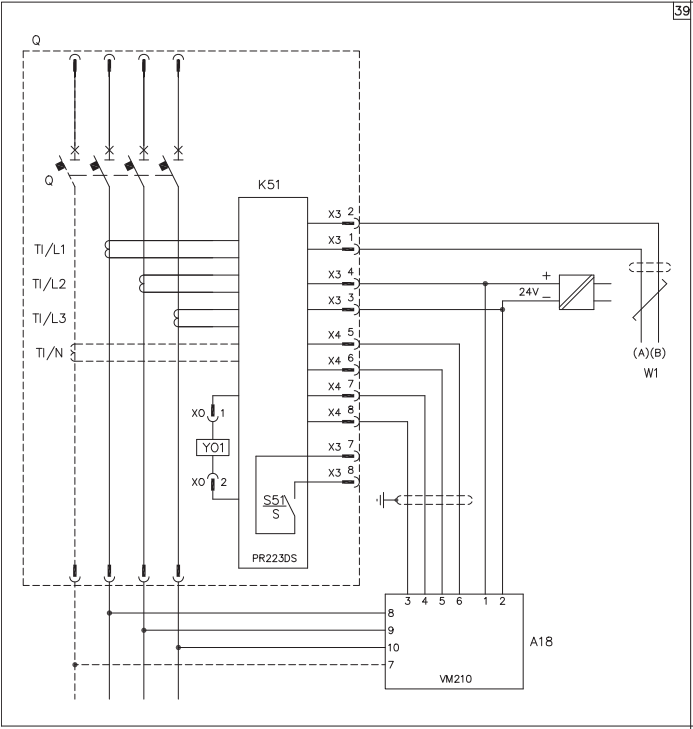 39
Q
Q
K51
X3 2
TI/L1
X3 1
TI/L2
X3 4
+
24V
−
X3 3
TI/L3
X4 5
TI/N
X4 6
(A)(B)
W1
X4 7
X0 1
X4 8
Y01
X3 7
X0 2
X3 8
S51
S
PR223DS
3 4 5 6 1 2
8
9
10
7
A18
VM210